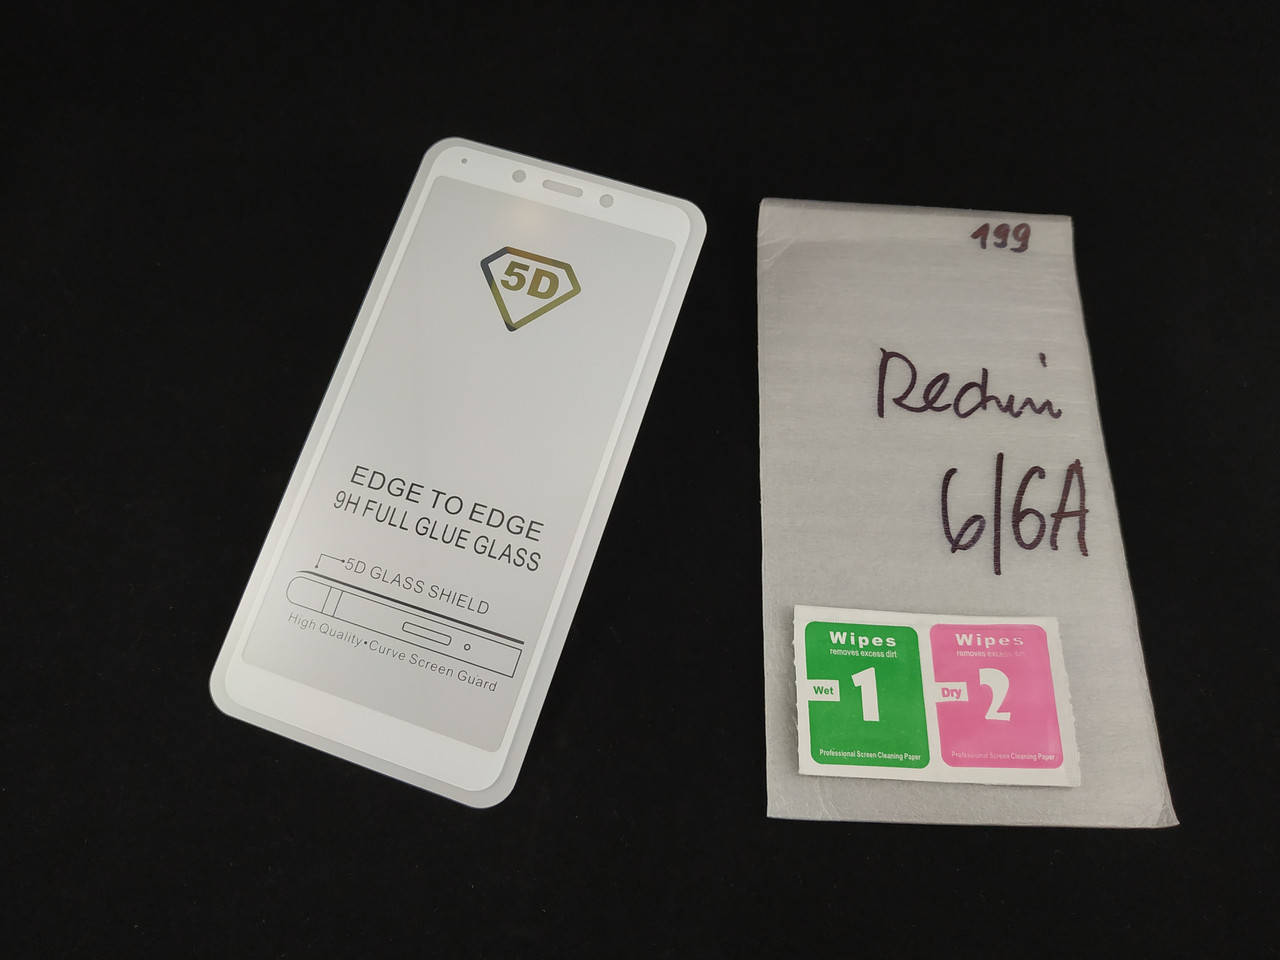 5D
EDGE TO EDGE
9H FULL GLUE GLASS
5D GLASS SHIELD
High Quality•Curve Screen Guard
199
Redmi
6/6A
Wipes
removes excess dirt
Wet
1
Professional Screen Cleaning Paper
Wipes
removes excess dirt
Dry
2
Professional Screen Cleaning Paper